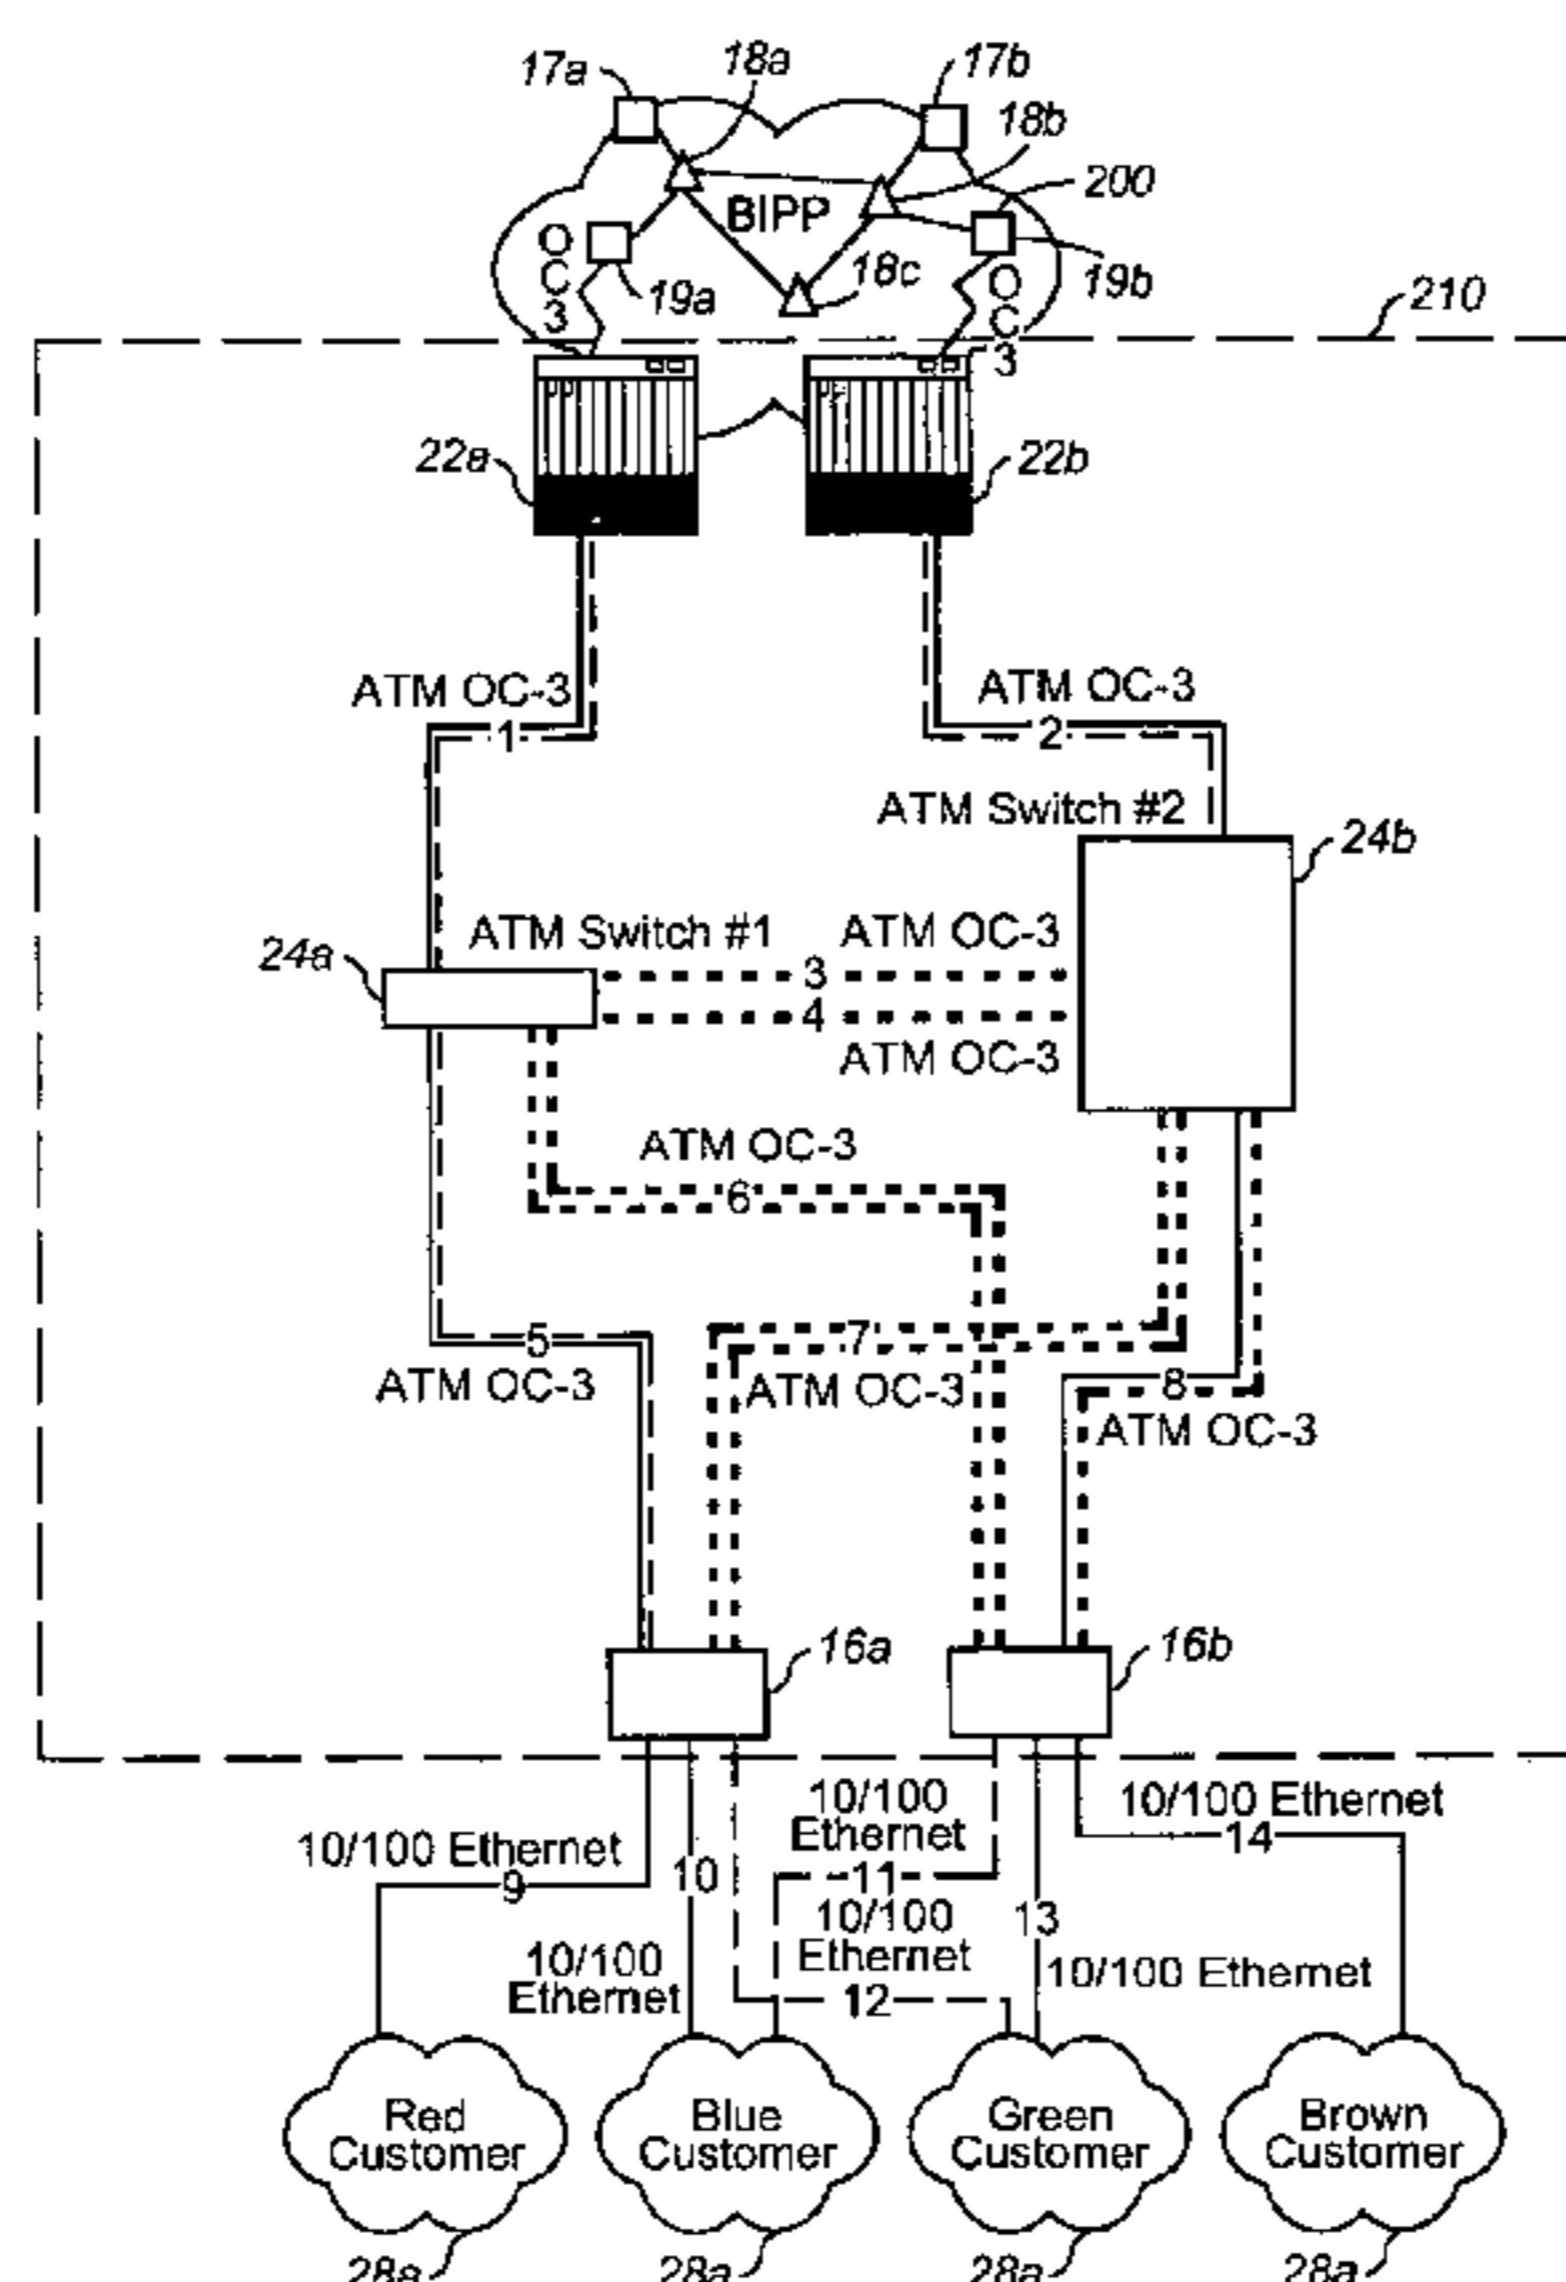 17a
18a
17b
18b
200
BIPP
O
C
3
19a
18c
O
C
3
19b
210
22a
22b
ATM OC-3
1
ATM OC-3
2
ATM Switch #2
24b
24a
ATM Switch #1
ATM OC-3
3
4
ATM OC-3
ATM OC-3
6
5
ATM OC-3
7
ATM OC-3
8
ATM OC-3
16a
16b
10/100 Ethernet
9
10
10/100
Ethernet
11
10/100 Ethernet
14
10/100
Ethernet
10/100
Ethernet
12
13
10/100 Ethernet
Red
Customer
Blue
Customer
Green
Customer
Brown
Customer
28a
28a
28a
28a